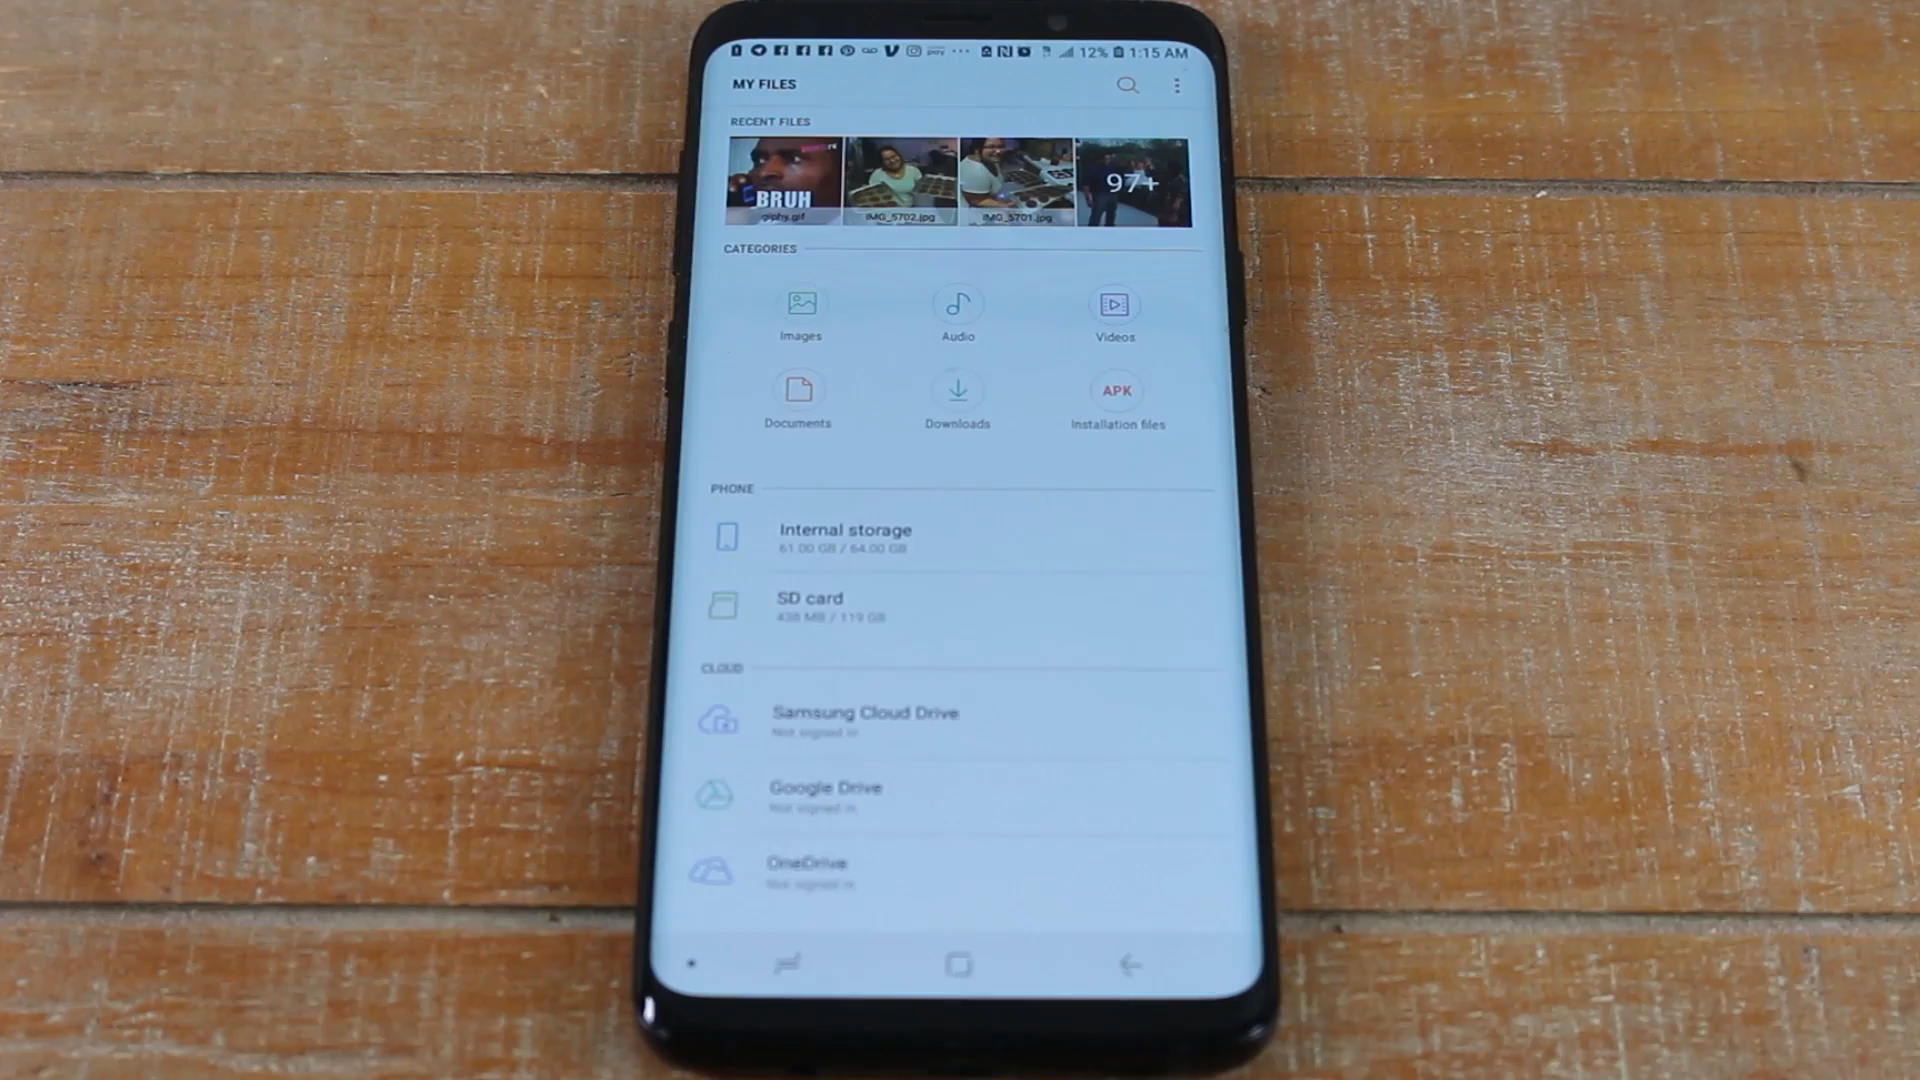 pay ... 12% 1:15 AM
MY FILES
RECENT FILES
BRUH
97+
giphy.gif IMG_5702.jpg IMG_5701.jpg
CATEGORIES
Images Audio Videos
APK
Documents Downloads Installation files
PHONE
Internal storage
61.00 GB / 64.00 GB
SD card
438 MB / 119 GB
CLOUD
Samsung Cloud Drive
Not signed in
Google Drive
Not signed in
OneDrive
Not signed in